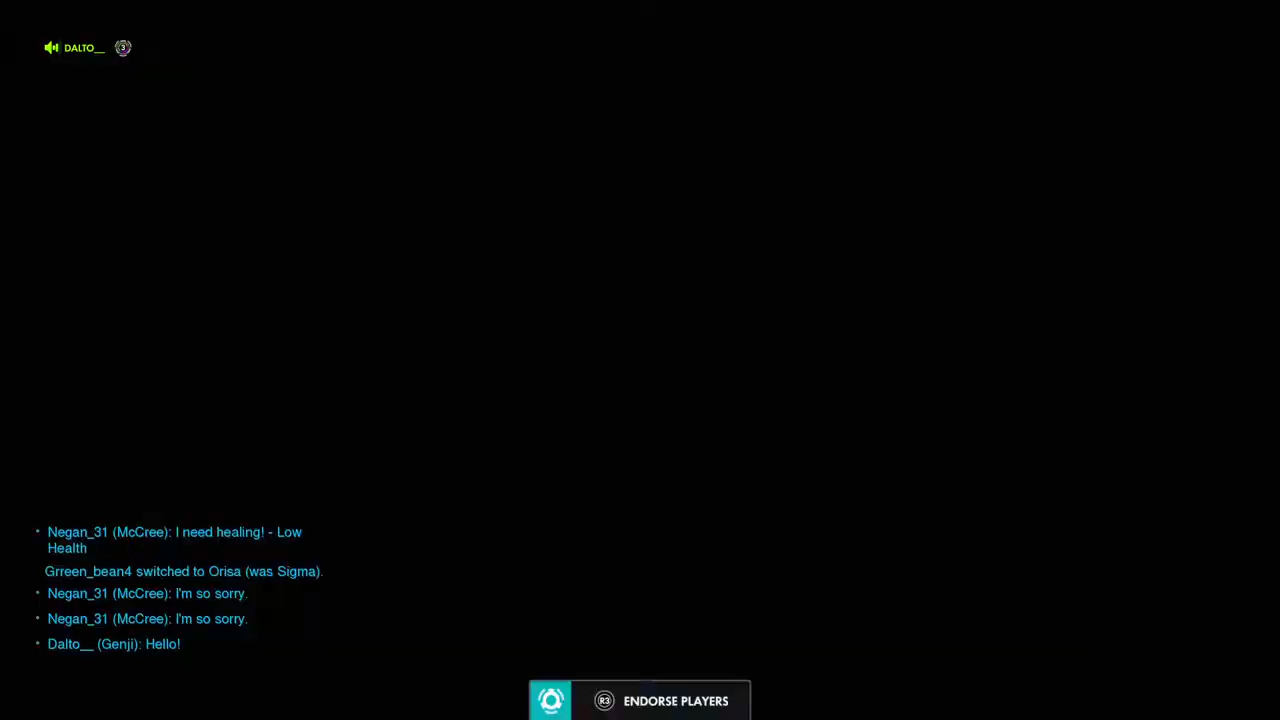 DALTO__ 3
Negan_31 (McCree): I need healing! - Low
Health
Grreen_bean4 switched to Orisa (was Sigma).
Negan_31 (McCree): I'm so sorry.
Negan_31 (McCree): I'm so sorry.
Dalto__ (Genji): Hello!
R3 ENDORSE PLAYERS